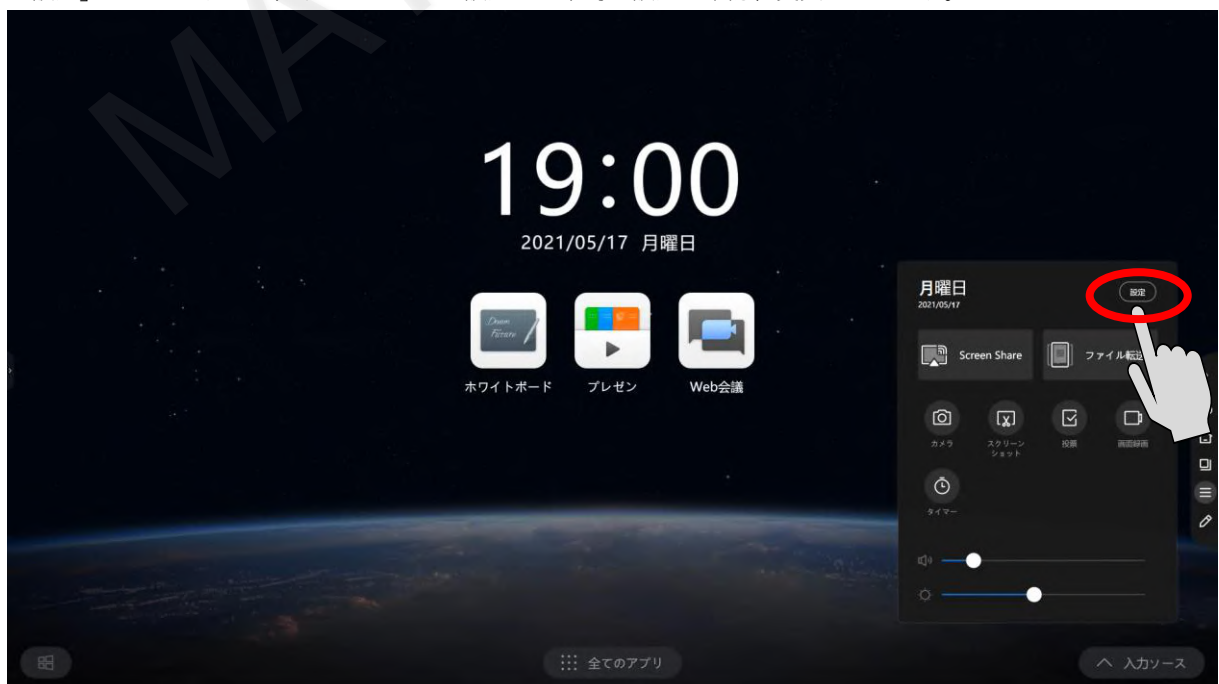 19:00
2021/05/17 月曜日
ホワイトボード
プレゼン
Web会議
月曜日
2021/05/17
設定
Screen Share
ファイル転送
カメラ
スクリーン
ショット
投票
画面録画
タイマー
全てのアプリ
入力ソース